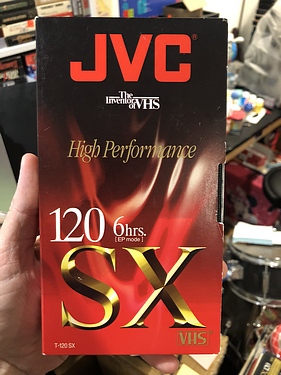 JVC®
The
Inventor
of VHS
High Performance
120 6hrs.
[EP mode]
SX
VHS
T-120 SX